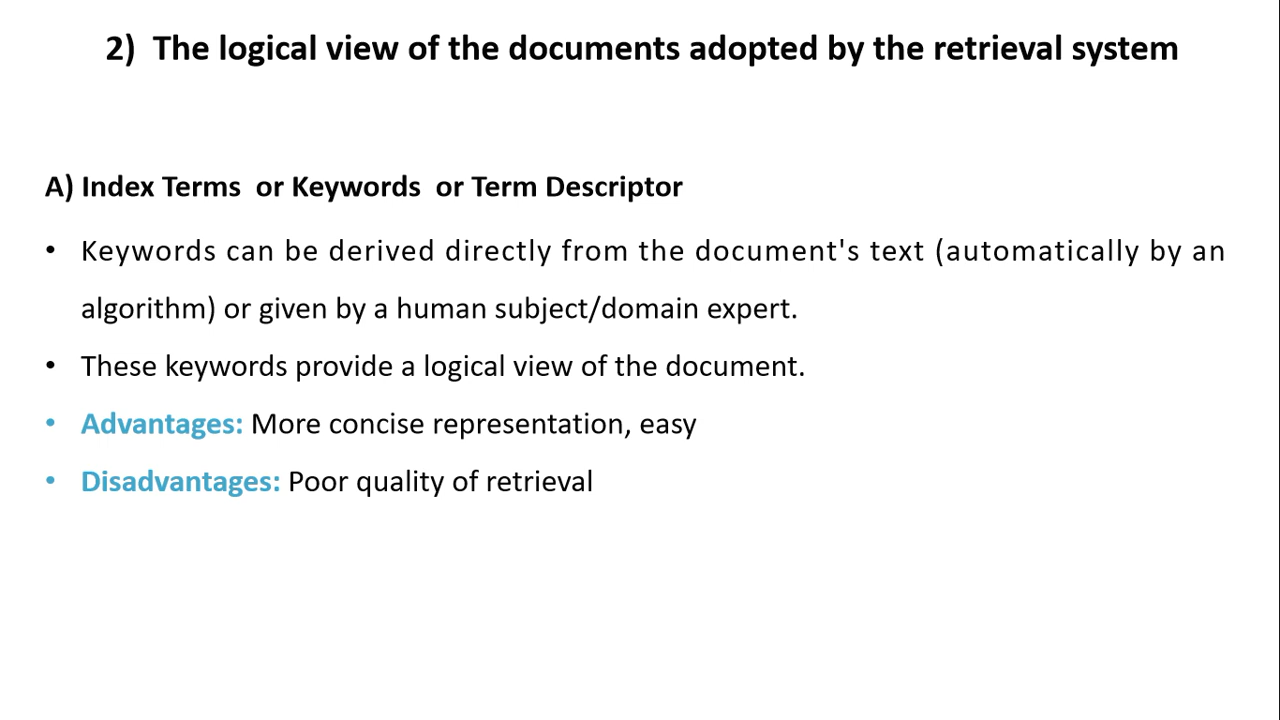 2)  The logical view of the documents adopted by the retrieval system
A) Index Terms  or Keywords  or Term Descriptor
• Keywords can be derived directly from the document's text (automatically by an
algorithm) or given by a human subject/domain expert.
• These keywords provide a logical view of the document.
• Advantages: More concise representation, easy
• Disadvantages: Poor quality of retrieval